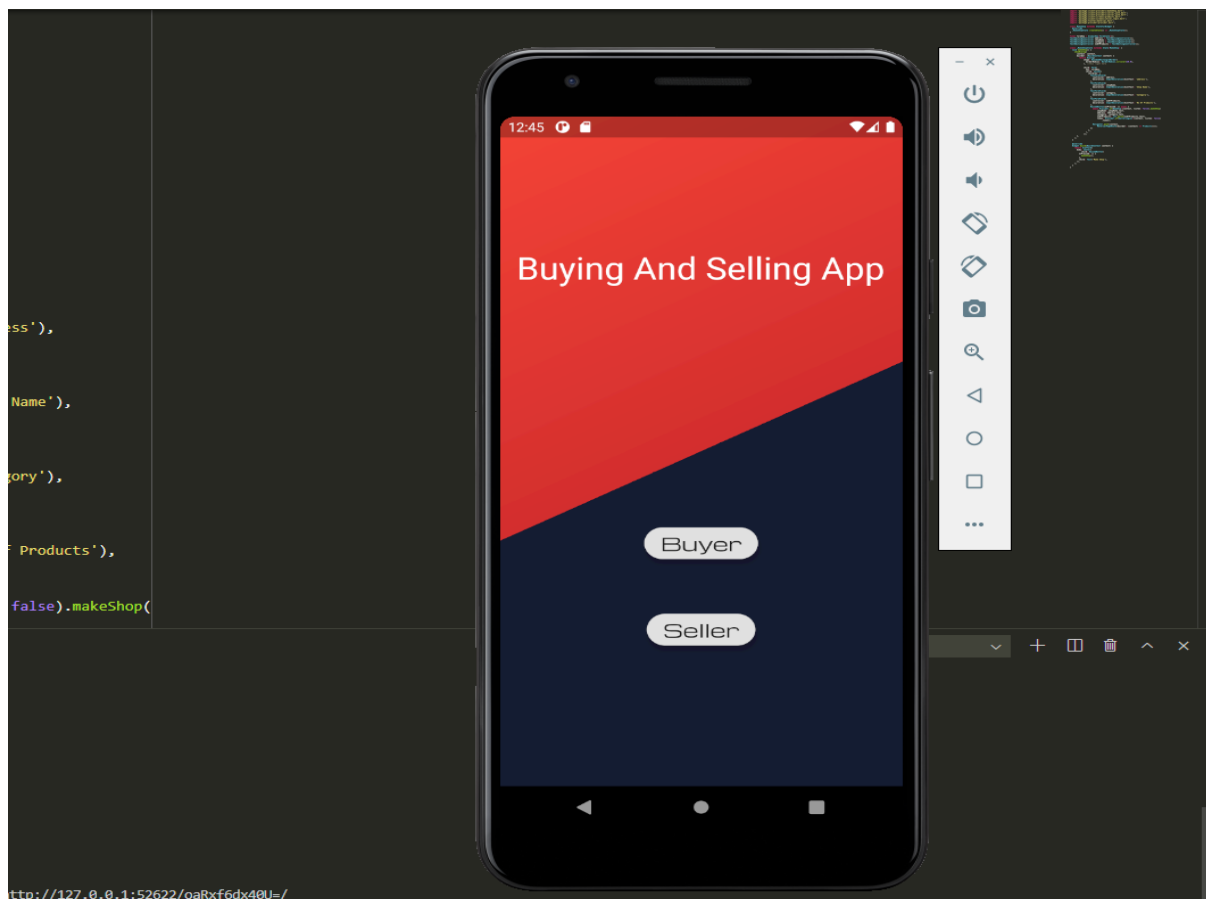 12:45
Buying And Selling App
ess'),
Name'),
gory'),
Buyer
Products'),
false).makeShop(
Seller
ttp://127.0.0.1:52622/oaRxf6dx40U=/